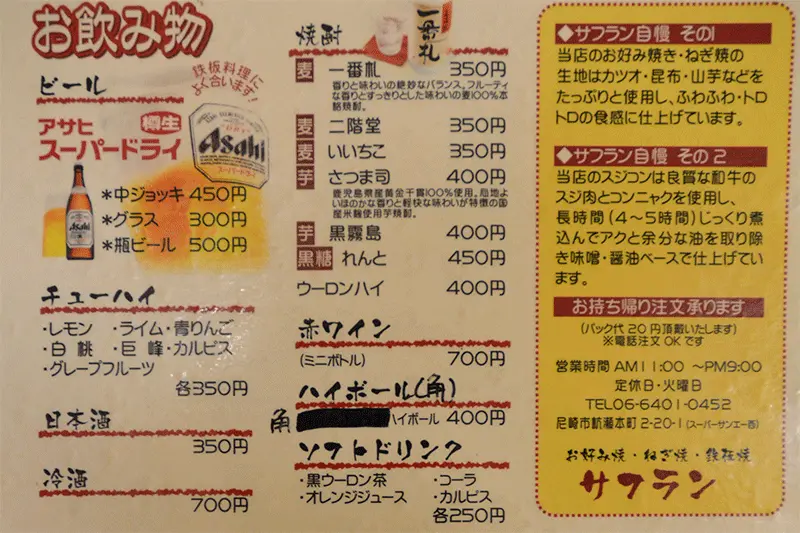 お飲み物
ビール
鉄板料理に
よく合います!
アサヒ
樽生
スーパードライ
Asahi
*中ジョッキ 450円
*グラス 300円
*瓶ビール 500円
チューハイ
・レモン ・ライム・青りんご
・白桃 ・巨峰・カルピス
・グレープフルーツ
各350円
日本酒
350円
冷酒
700円
焼酎
一番札
麦 一番札 350円
香りと味わいの絶妙なバランス。フルーティ
な香りとすっきりとした味わいの麦100%本
格焼酎。
麦 二階堂 350円
麦 いいちこ 350円
芋 さつま司 400円
鹿児島県産黄金千貫100%使用。心地よ
いほのかな香りと軽快な味わいが特徴の国
産米麹使用芋焼酎。
芋 黒霧島 400円
黒糖 れんと 450円
ウーロンハイ 400円
赤ワイン
(ミニボトル) 700円
ハイボール(角)
角 ハイボール 400円
ソフトドリンク
・黒ウーロン茶 ・コーラ
・オレンジジュース ・カルピス
各250円
◆サフラン自慢 その1
当店のお好み焼き・ねぎ焼の
生地はカツオ・昆布・山芋などを
たっぷりと使用し、ふわふわ・トロ
トロの食感に仕上げています。
◆サフラン自慢 その2
当店のスジコンは良質な和牛の
スジ肉とコンニャクを使用し、
長時間(4〜5時間)じっくり煮
込んでアクと余分な油を取り除
き味噌・醤油ベースで仕上げてい
ます。
お持ち帰り注文承ります
(パック代20円頂戴いたします)
※電話注文OKです
営業時間 AM11:00 〜PM9:00
定休日・火曜日
TEL06-6401-0452
尼崎市杭瀬本町2-20-1(スーパーサンエー西)
お好み焼・ねぎ焼・鉄板焼
サフラン